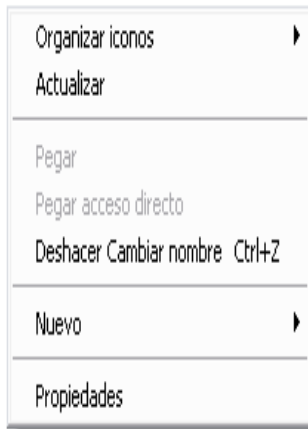 Organizar iconos
Actualizar
Pegar
Pegar acceso directo
Deshacer Cambiar nombre Ctrl+Z
Nuevo
Propiedades